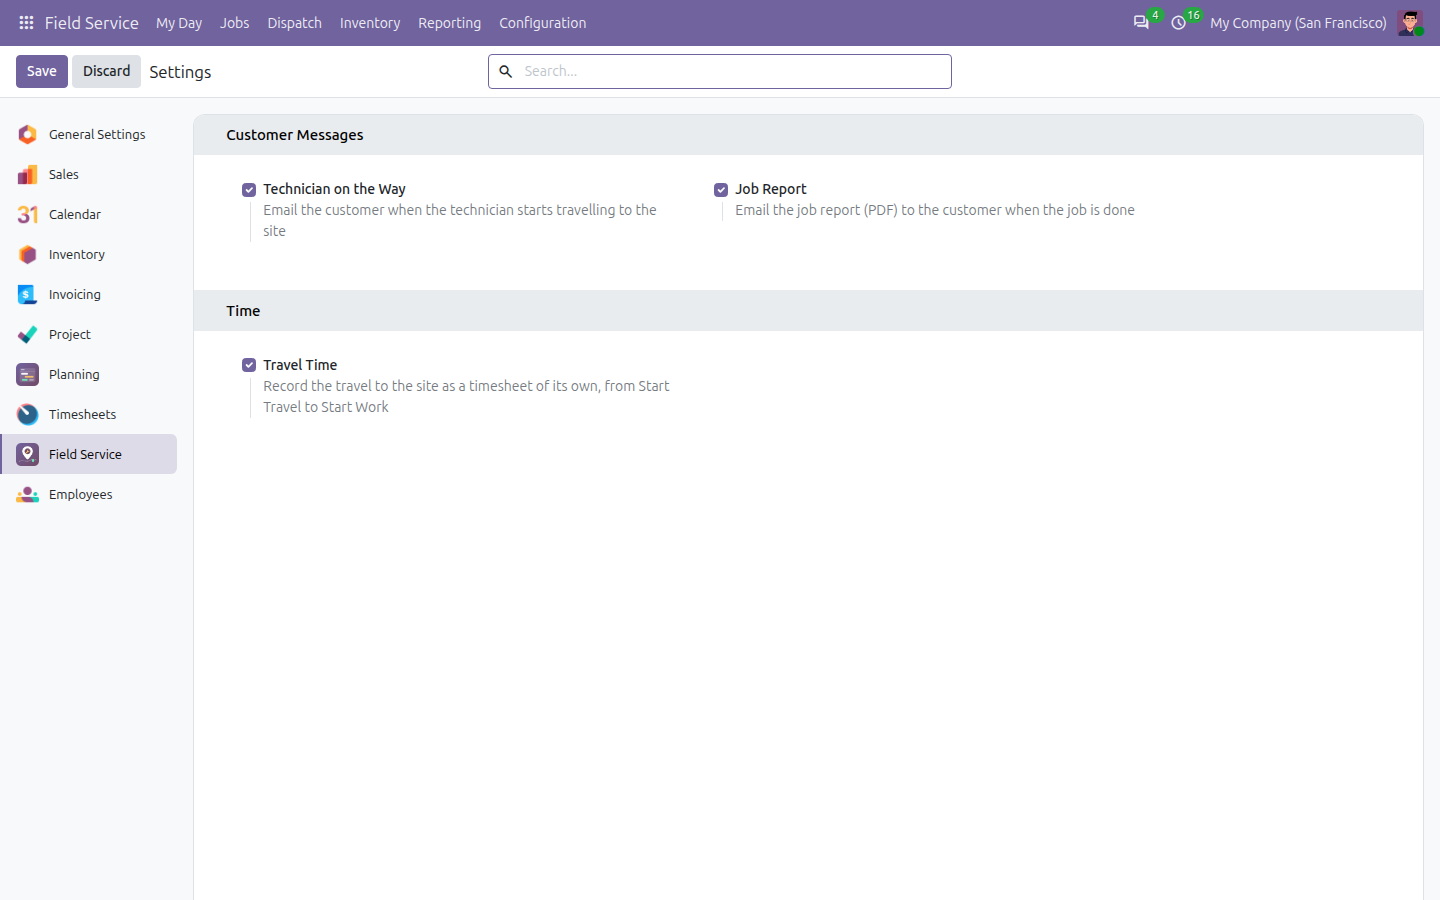 Field Service My Day Jobs Dispatch Inventory Reporting Configuration 4 16 My Company (San Francisco)
Save Discard Settings Search...
General Settings
Sales
31 Calendar
Inventory
$ Invoicing
Project
Planning
Timesheets
Field Service
Employees
Customer Messages
Technician on the Way
Email the customer when the technician starts travelling to the
site
Job Report
Email the job report (PDF) to the customer when the job is done
Time
Travel Time
Record the travel to the site as a timesheet of its own, from Start
Travel to Start Work